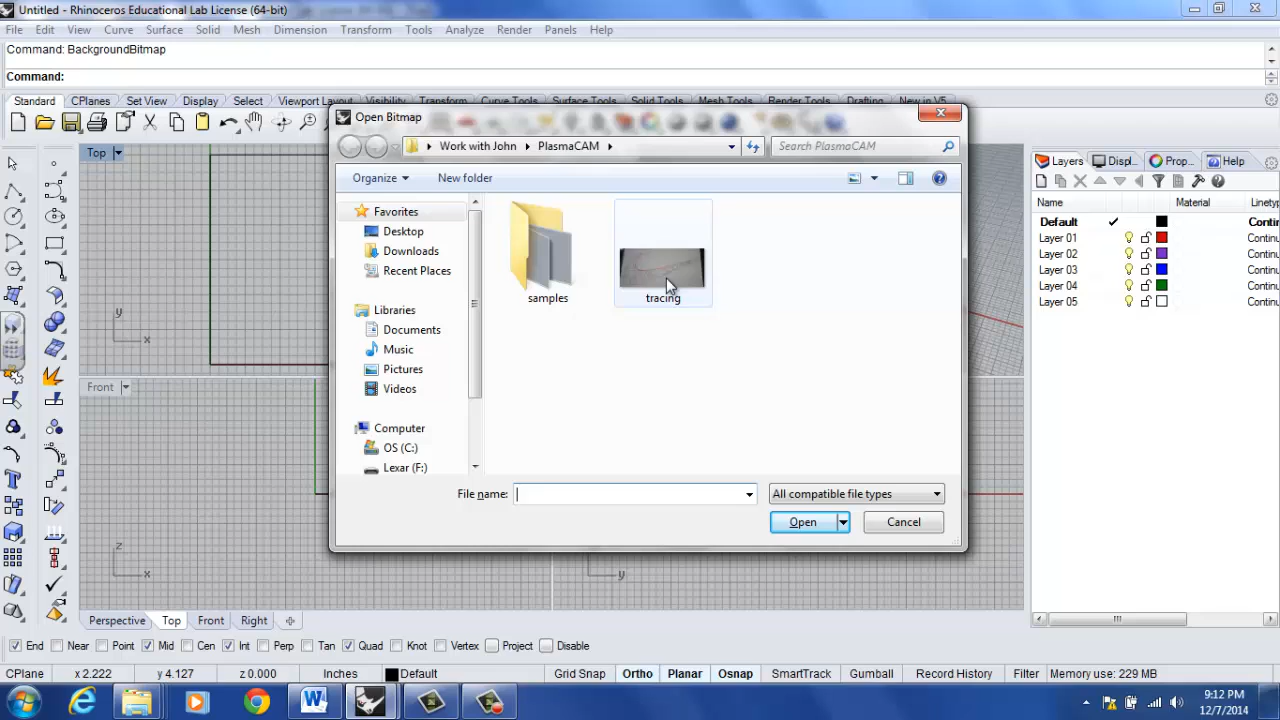 Untitled - Rhinoceros Educational Lab License (64-bit)
File Edit View Curve Surface Solid Mesh Dimension Transform Tools Analyze Render Panels Help
Command: BackgroundBitmap
Command:
Standard CPlanes Set View Display Select Viewport Layout Visibility Transform Curve Tools Surface Tools Solid Tools Mesh Tools Render Tools Drafting New in V5
Open Bitmap
Work with John PlasmaCAM Search PlasmaCAM
Organize New folder
Favorites
Desktop
Downloads
Recent Places
Libraries
Documents
Music
Pictures
Videos
Computer
OS (C:)
Lexar (F:)
samples tracing
File name: All compatible file types
Open Cancel
Top
y
x
Front
z
x
y
Layers Displ... Prop... Help
Name Material Linetyp
Default Contin
Layer 01 Continu
Layer 02 Continu
Layer 03 Continu
Layer 04 Continu
Layer 05 Continu
Perspective Top Front Right
End Near Point Mid Cen Int Perp Tan Quad Knot Vertex Project Disable
CPlane x 2.222 y 4.127 z 0.000 Inches Default Grid Snap Ortho Planar Osnap SmartTrack Gumball Record History Filter Memory use: 229 MB
9:12 PM
12/7/2014